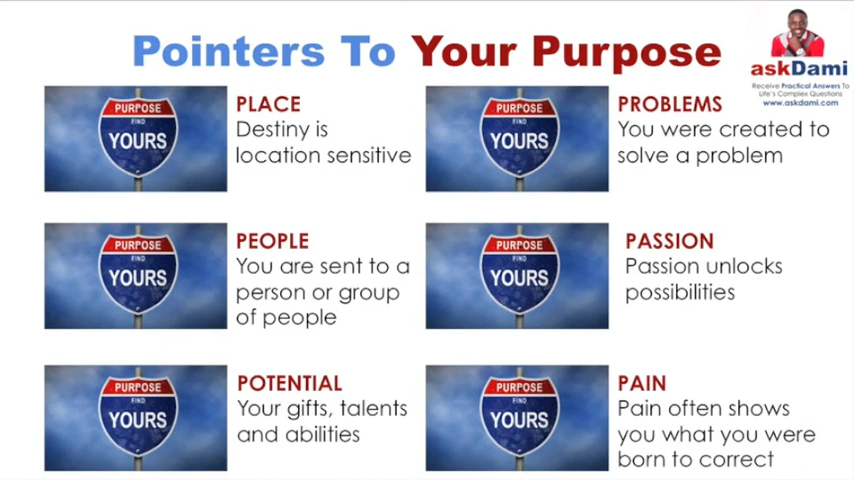 Pointers To Your Purpose
askDami
Receive Practical Answers To
Life's Complex Questions
www.askdami.com
PURPOSE
FIND
YOURS
PLACE
Destiny is
location sensitive
PURPOSE
FIND
YOURS
PROBLEMS
You were created to
solve a problem
PURPOSE
FIND
YOURS
PEOPLE
You are sent to a
person or group
of people
PURPOSE
FIND
YOURS
PASSION
Passion unlocks
possibilities
PURPOSE
FIND
YOURS
POTENTIAL
Your gifts, talents
and abilities
PURPOSE
FIND
YOURS
PAIN
Pain often shows
you what you were
born to correct